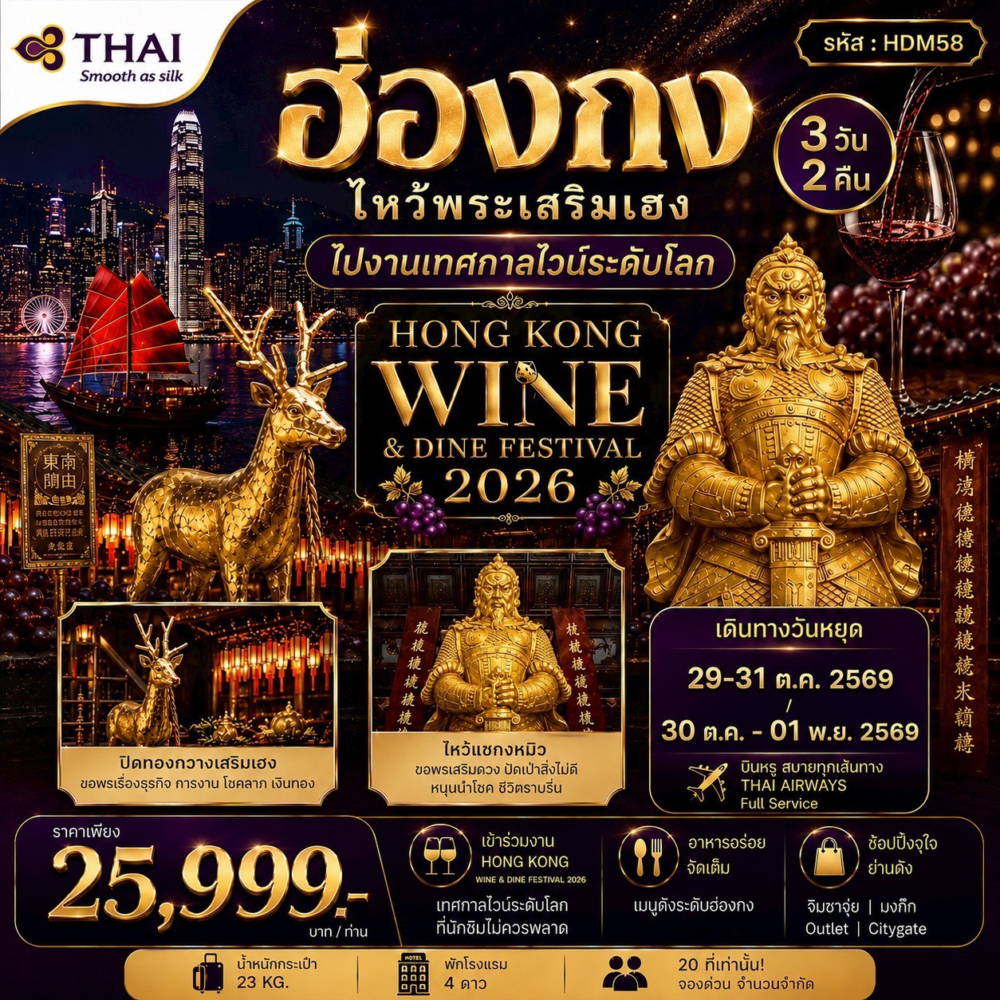 THAI
Smooth as silk
รหัส : HDM58
ฮ่องกง
3 วัน
2 คืน
ไหว้พระเสริมเฮง
ไปงานเทศกาลไวน์ระดับโลก
HONG KONG
WINE
& DINE FESTIVAL
2026
ปิดทองกวางเสริมเฮง
ขอพรเรื่องธุรกิจ การงาน โชคลาภ เงินทอง
ไหว้แชกงหมิว
ขอพรเสริมดวง ปัดเป่าสิ่งไม่ดี
หนุนนำโชค ชีวิตราบรื่น
เดินทางวันหยุด
29-31 ต.ค. 2569
/
30 ต.ค. - 01 พ.ย. 2569
บินหรู สบายทุกเส้นทาง
THAI AIRWAYS
Full Service
ราคาเพียง
25,999.-
บาท / ท่าน
เข้าร่วมงาน
HONG KONG
WINE & DINE FESTIVAL 2026
เทศกาลไวน์ระดับโลก
ที่นักชิมไม่ควรพลาด
อาหารอร่อย
จัดเต็ม
เมนูดังระดับฮ่องกง
ช้อปปิ้งจุใจ
ย่านดัง
จิมซาจุ่ย | มงก๊ก
Outlet | Citygate
น้ำหนักกระเป๋า
23 KG.
HOTEL
พักโรงแรม
4 ดาว
20 ที่เท่านั้น!
จองด่วน จำนวนจำกัด